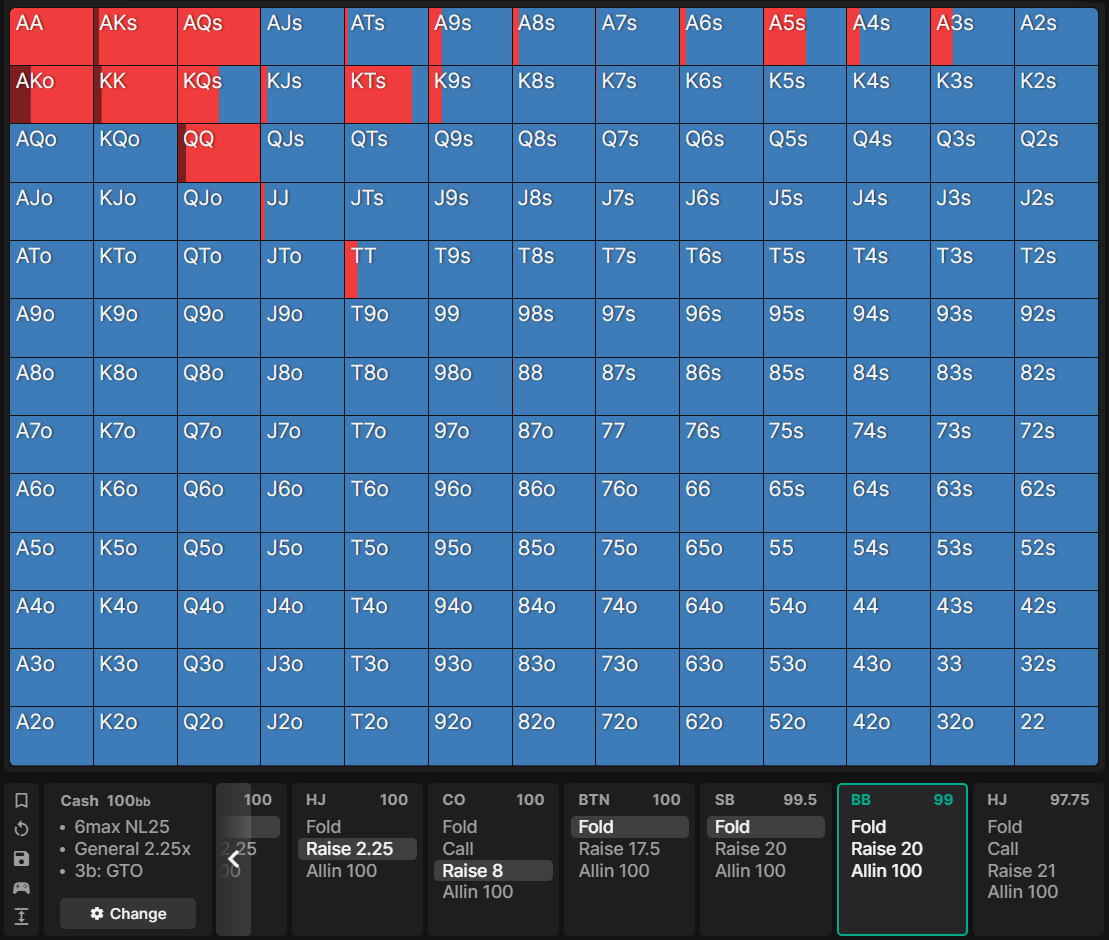 AA AKs AQs AJs ATs A9s A8s A7s A6s A5s A4s A3s A2s
AKo KK KQs KJs KTs K9s K8s K7s K6s K5s K4s K3s K2s
AQo KQo QQ QJs QTs Q9s Q8s Q7s Q6s Q5s Q4s Q3s Q2s
AJo KJo QJo JJ JTs J9s J8s J7s J6s J5s J4s J3s J2s
ATo KTo QTo JTo TT T9s T8s T7s T6s T5s T4s T3s T2s
A9o K9o Q9o J9o T9o 99 98s 97s 96s 95s 94s 93s 92s
A8o K8o Q8o J8o T8o 98o 88 87s 86s 85s 84s 83s 82s
A7o K7o Q7o J7o T7o 97o 87o 77 76s 75s 74s 73s 72s
A6o K6o Q6o J6o T6o 96o 86o 76o 66 65s 64s 63s 62s
A5o K5o Q5o J5o T5o 95o 85o 75o 65o 55 54s 53s 52s
A4o K4o Q4o J4o T4o 94o 84o 74o 64o 54o 44 43s 42s
A3o K3o Q3o J3o T3o 93o 83o 73o 63o 53o 43o 33 32s
A2o K2o Q2o J2o T2o 92o 82o 72o 62o 52o 42o 32o 22
Cash 100bb
• 6max NL25
• General 2.25x
• 3b: GTO
Change
100
2.25
00
HJ 100
Fold
Raise 2.25
Allin 100
CO 100
Fold
Call
Raise 8
Allin 100
BTN 100
Fold
Raise 17.5
Allin 100
SB 99.5
Fold
Raise 20
Allin 100
BB 99
Fold
Raise 20
Allin 100
HJ 97.75
Fold
Call
Raise 21
Allin 100